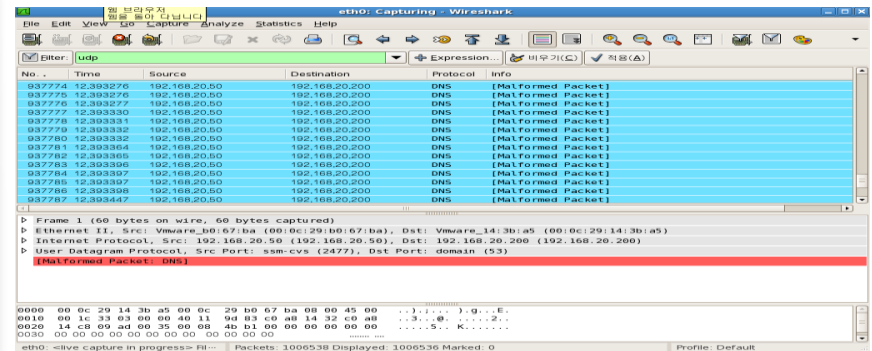 웹 브라우저
웹을 돌아 다닙니다
eth0: Capturing - Wireshark
File Edit View Go Capture Analyze Statistics Help
Filter: udp Expression... 비우기(C) 적용(A)
No. . Time Source Destination Protocol Info
937774 12,393276 192,168,20,50 192,168,20,200 DNS [Malformed Packet]
937775 12,393276 192,168,20,50 192,168,20,200 DNS [Malformed Packet]
937776 12,393277 192,168,20,50 192,168,20,200 DNS [Malformed Packet]
937777 12,393330 192,168,20,50 192,168,20,200 DNS [Malformed Packet]
937778 12,393331 192,168,20,50 192,168,20,200 DNS [Malformed Packet]
937779 12,393332 192,168,20,50 192,168,20,200 DNS [Malformed Packet]
937780 12,393332 192,168,20,50 192,168,20,200 DNS [Malformed Packet]
937781 12,393364 192,168,20,50 192,168,20,200 DNS [Malformed Packet]
937782 12,393365 192,168,20,50 192,168,20,200 DNS [Malformed Packet]
937783 12,393396 192,168,20,50 192,168,20,200 DNS [Malformed Packet]
937784 12,393397 192,168,20,50 192,168,20,200 DNS [Malformed Packet]
937785 12,393397 192,168,20,50 192,168,20,200 DNS [Malformed Packet]
937786 12,393398 192,168,20,50 192,168,20,200 DNS [Malformed Packet]
937787 12,393447 192,168,20,50 192,168,20,200 DNS [Malformed Packet]
Frame 1 (60 bytes on wire, 60 bytes captured)
Ethernet II, Src: Vmware_b0:67:ba (00:0c:29:b0:67:ba), Dst: Vmware_14:3b:a5 (00:0c:29:14:3b:a5)
Internet Protocol, Src: 192.168.20.50 (192.168.20.50), Dst: 192.168.20.200 (192.168.20.200)
User Datagram Protocol, Src Port: ssm-cvs (2477), Dst Port: domain (53)
[Malformed Packet: DNS]
0000 00 0c 29 14 3b a5 00 0c 29 b0 67 ba 08 00 45 00 ..).;... ).g...E.
0010 00 1c 33 03 00 00 40 11 9d 83 c0 a8 14 32 c0 a8 ..3...@. .....2..
0020 14 c8 09 ad 00 35 00 08 4b b1 00 00 00 00 00 00 .....5.. K.......
0030 00 00 00 00 00 00 00 00 00 00 00 00 ........ ....
eth0: <live capture in progress> Fil··· Packets: 1006538 Displayed: 1006536 Marked: 0 Profile: Default